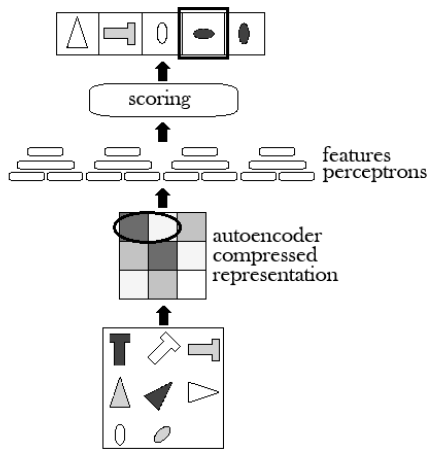 scoring
features
perceptrons
autoencoder
compressed
representation